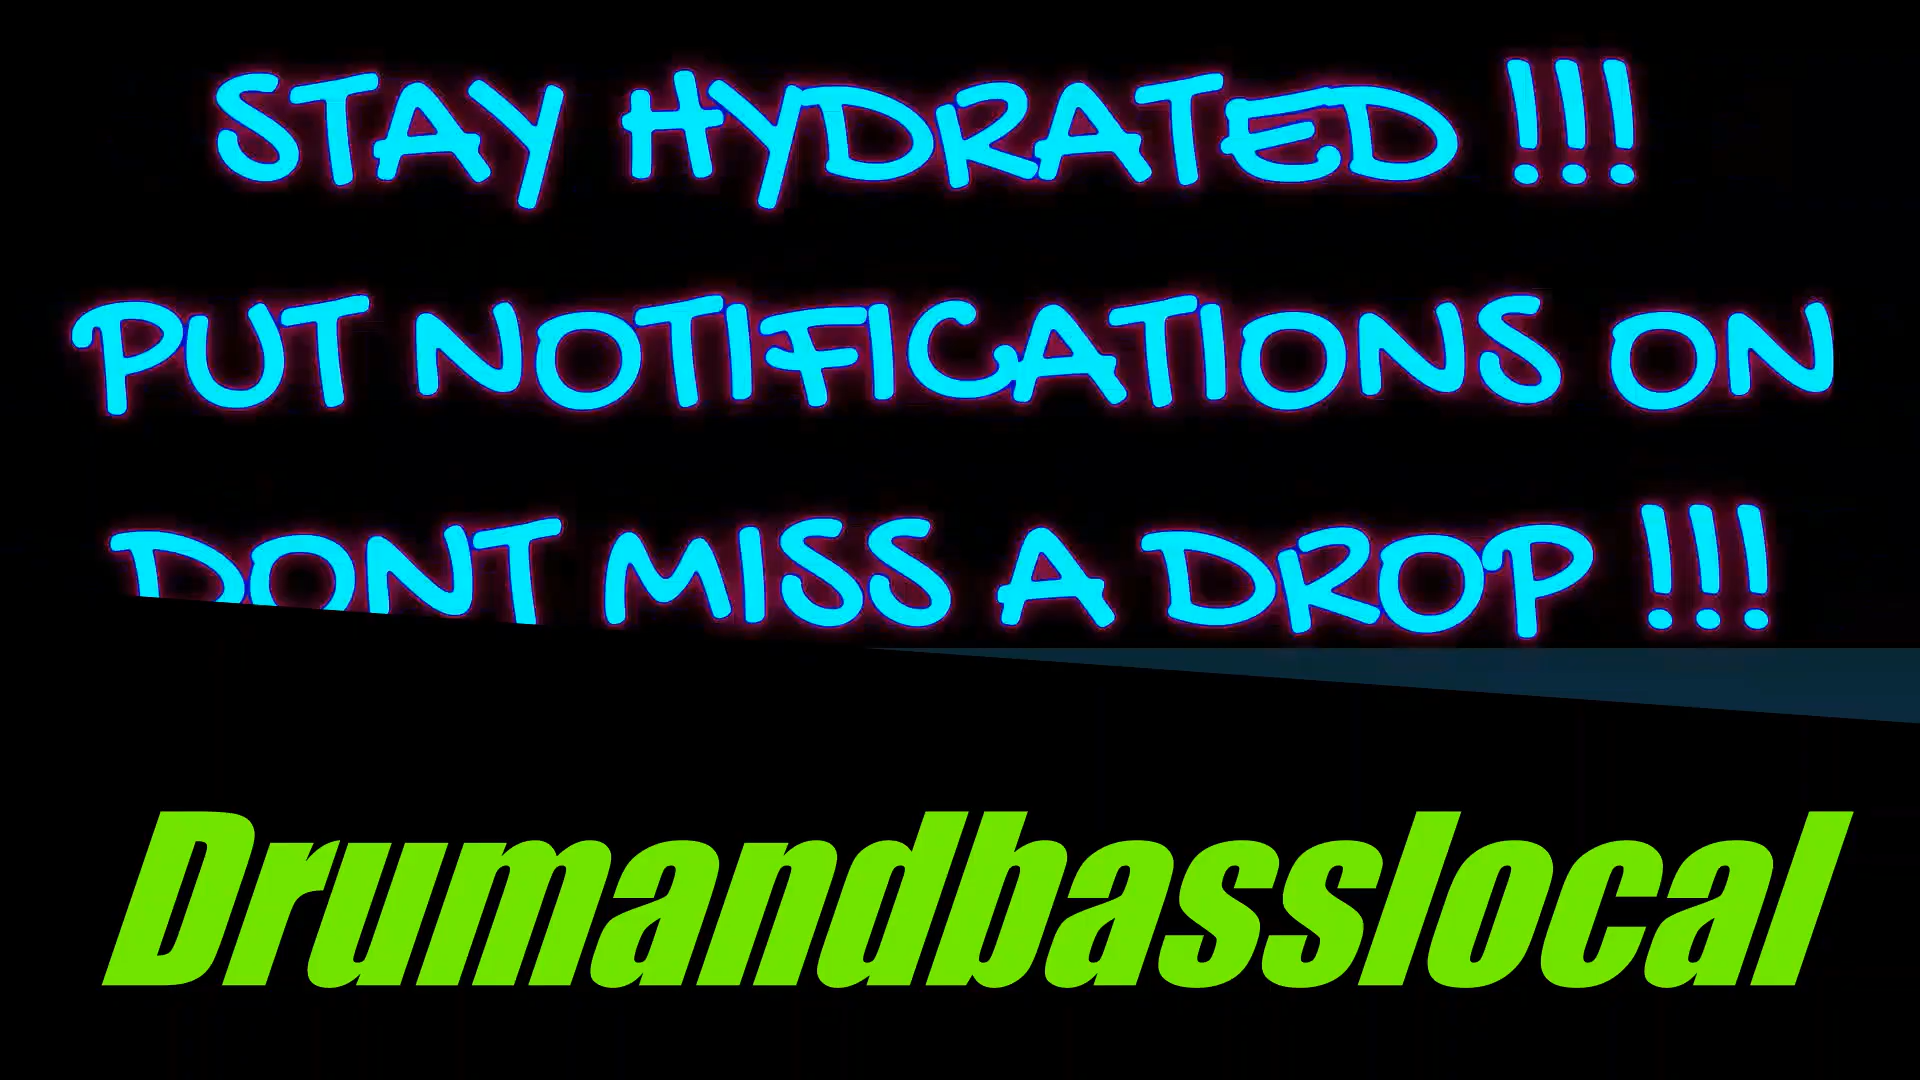 STAY HYDRATED !!!
PUT NOTIFICATIONS ON
DONT MISS A DROP !!!
Drumandbasslocal